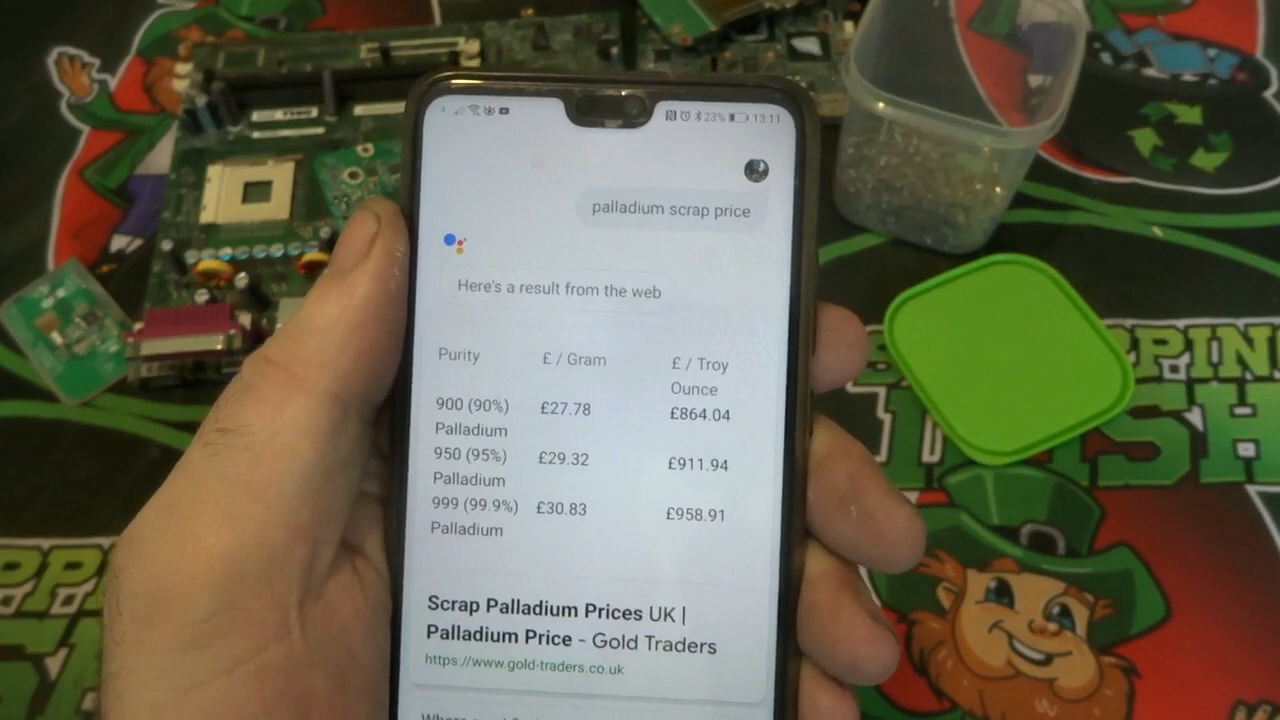 23% 13:11
palladium scrap price
Here's a result from the web
Purity £ / Gram £ / Troy Ounce
900 (90%) Palladium £27.78 £864.04
950 (95%) Palladium £29.32 £911.94
999 (99.9%) Palladium £30.83 £958.91
Scrap Palladium Prices UK |
Palladium Price - Gold Traders
https://www.gold-traders.co.uk